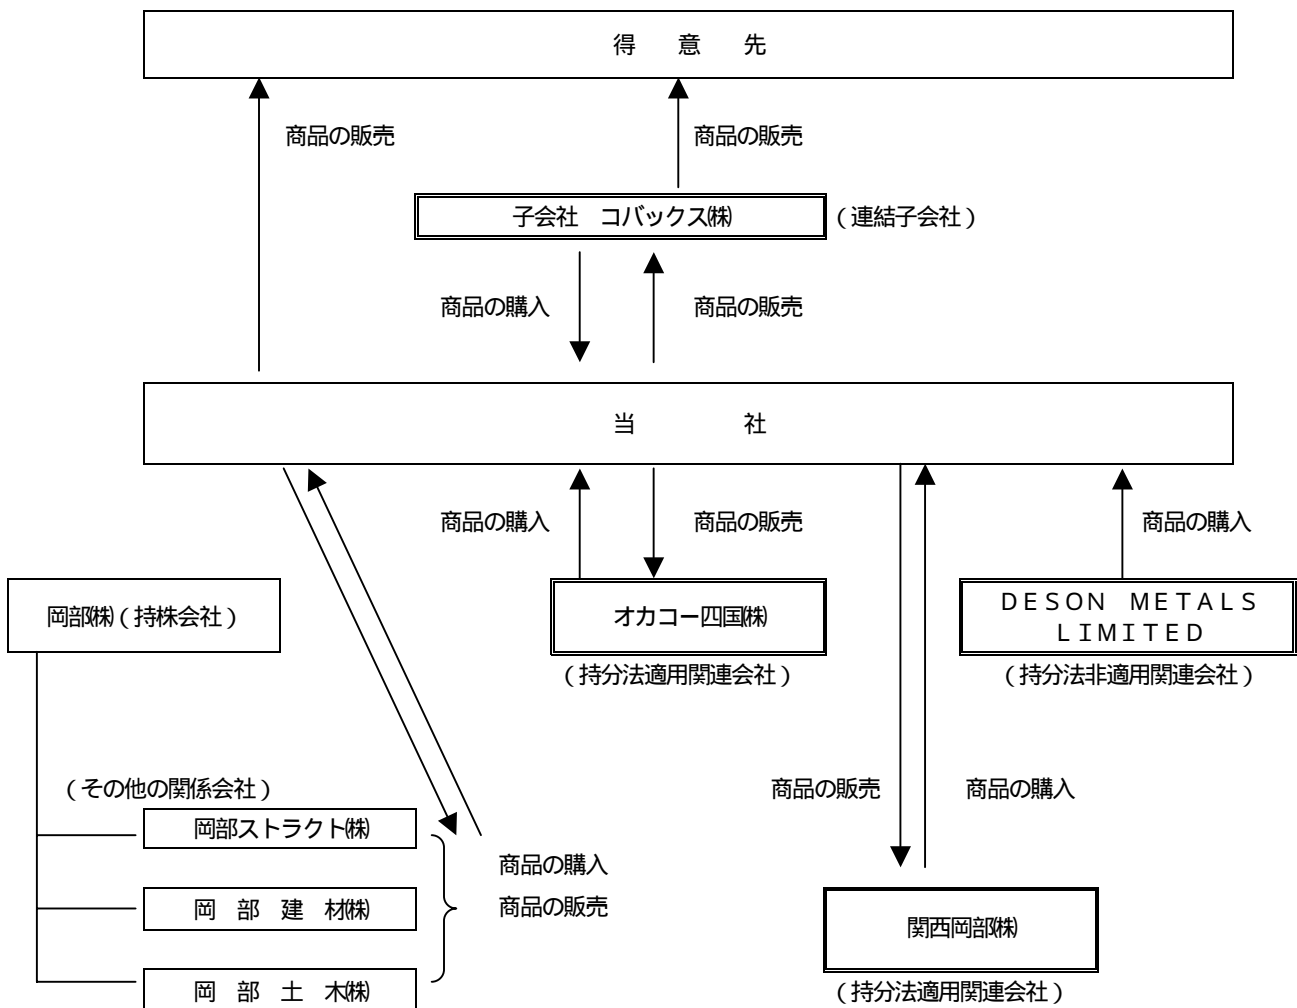 得　意　先
商品の販売
商品の販売
子会社　コバックス㈱
（連結子会社）
商品の購入
商品の販売
当　　　社
商品の購入
商品の販売
商品の購入
岡部㈱（持株会社）
オカコー四国㈱
ＤＥＳＯＮ　ＭＥＴＡＬＳ
ＬＩＭＩＴＥＤ
（持分法適用関連会社）
（持分法非適用関連会社）
（その他の関係会社）
商品の販売
商品の購入
岡部ストラクト㈱
商品の購入
岡　部　建　材㈱
商品の販売
関西岡部㈱
岡　部　土　木㈱
（持分法適用関連会社）